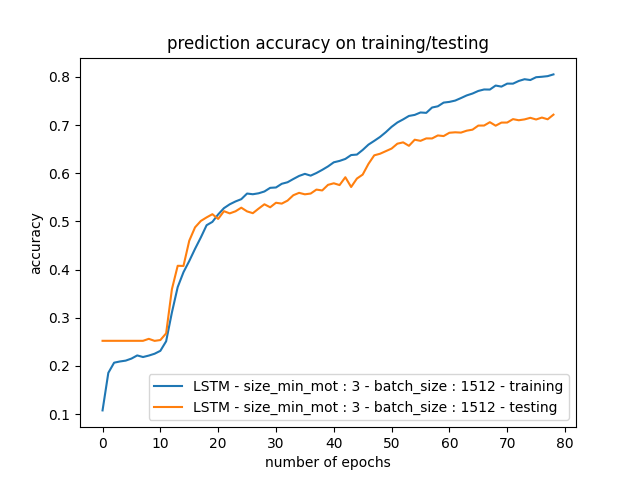 prediction accuracy on training/testing
accuracy
0.8
0.7
0.6
0.5
0.4
0.3
0.2
0.1
LSTM - size_min_mot : 3 - batch_size : 1512 - training
LSTM - size_min_mot : 3 - batch_size : 1512 - testing
0 10 20 30 40 50 60 70 80
number of epochs